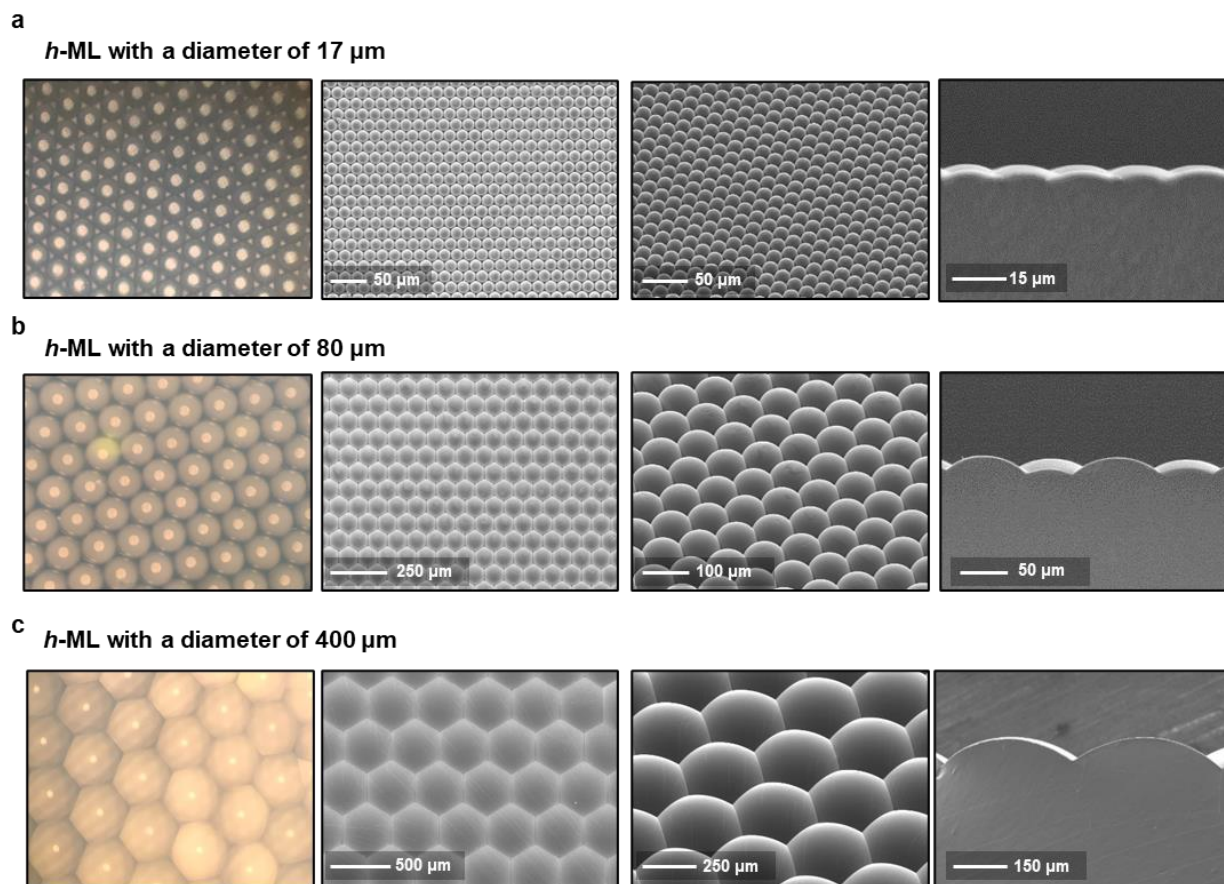 a
h-ML with a diameter of 17 μm
50 μm
50 μm
15 μm
b
h-ML with a diameter of 80 μm
250 μm
100 μm
50 μm
c
h-ML with a diameter of 400 μm
500 μm
250 μm
150 μm